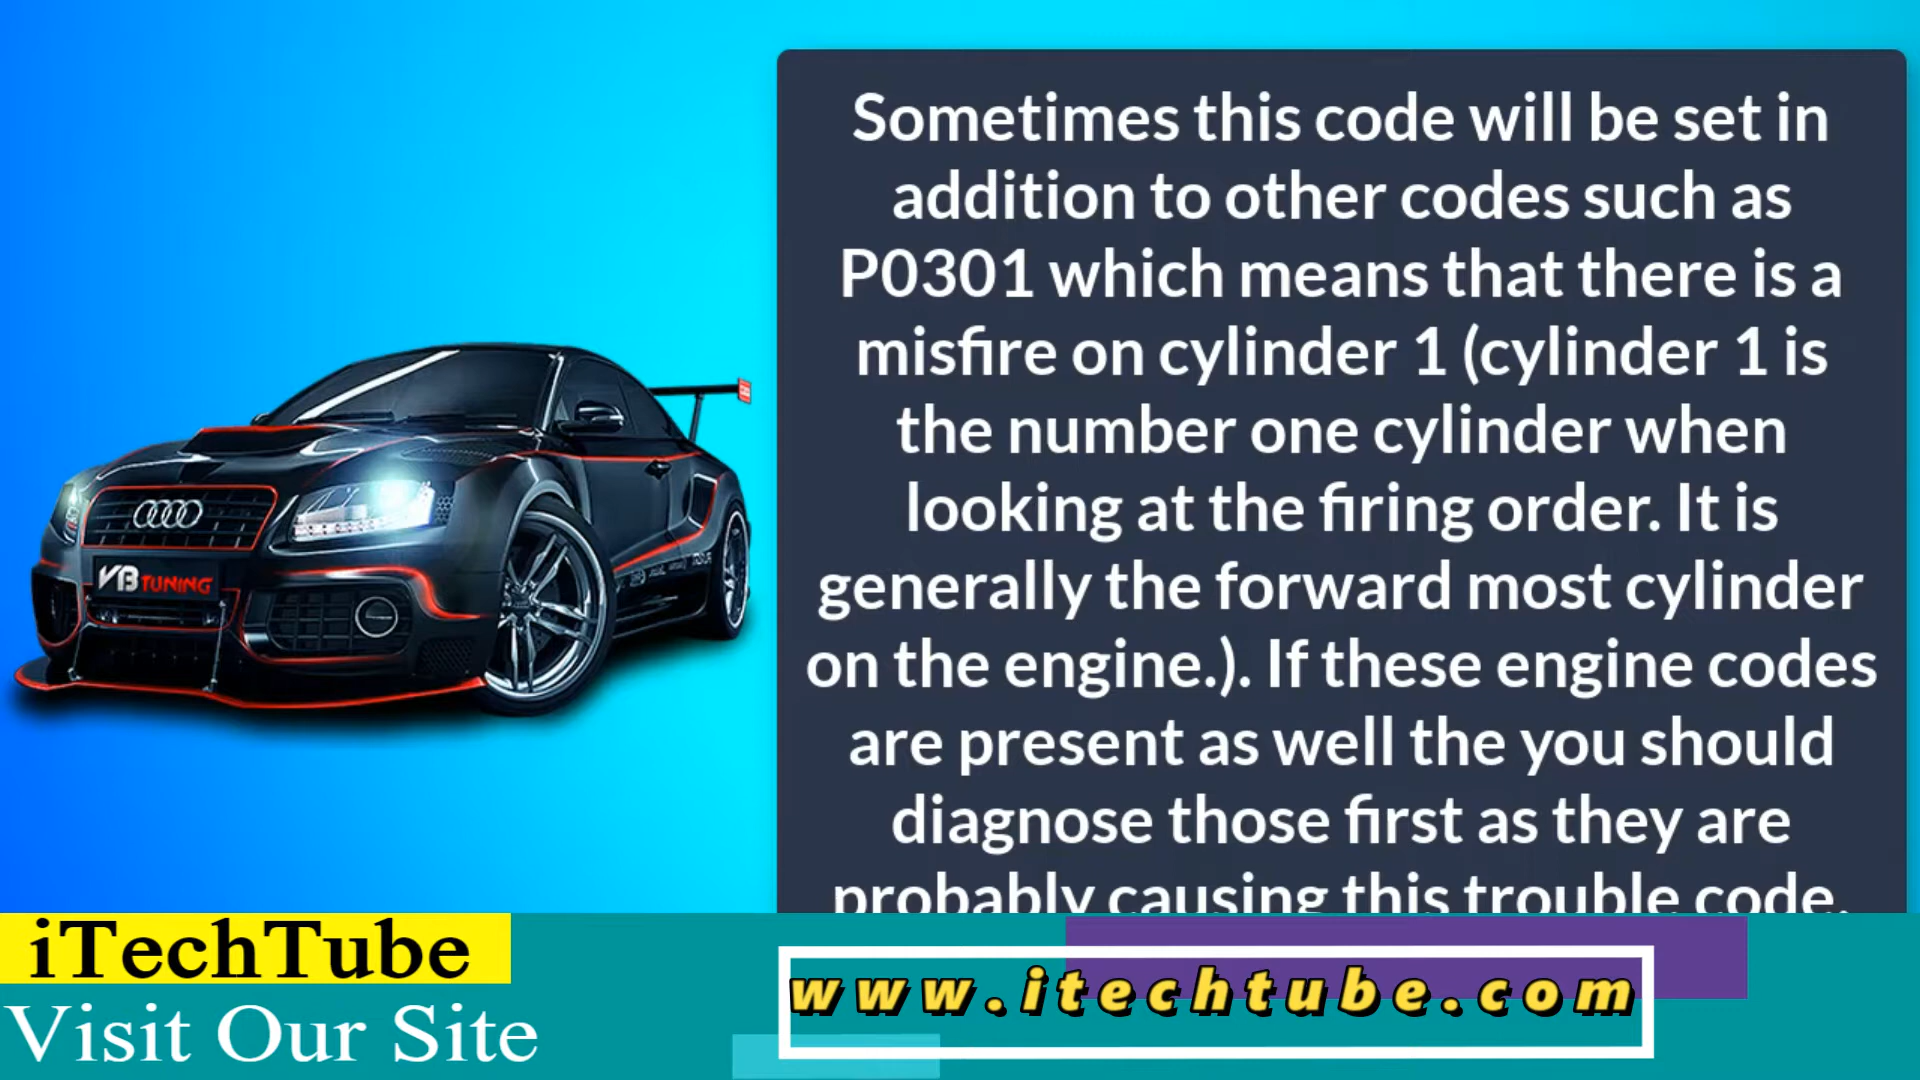 Sometimes this code will be set in
addition to other codes such as
P0301 which means that there is a
misfire on cylinder 1 (cylinder 1 is
the number one cylinder when
looking at the firing order. It is
generally the forward most cylinder
on the engine.). If these engine codes
are present as well the you should
diagnose those first as they are
probably causing this trouble code.
VB TUNING
iTechTube
Visit Our Site
www.itechtube.com